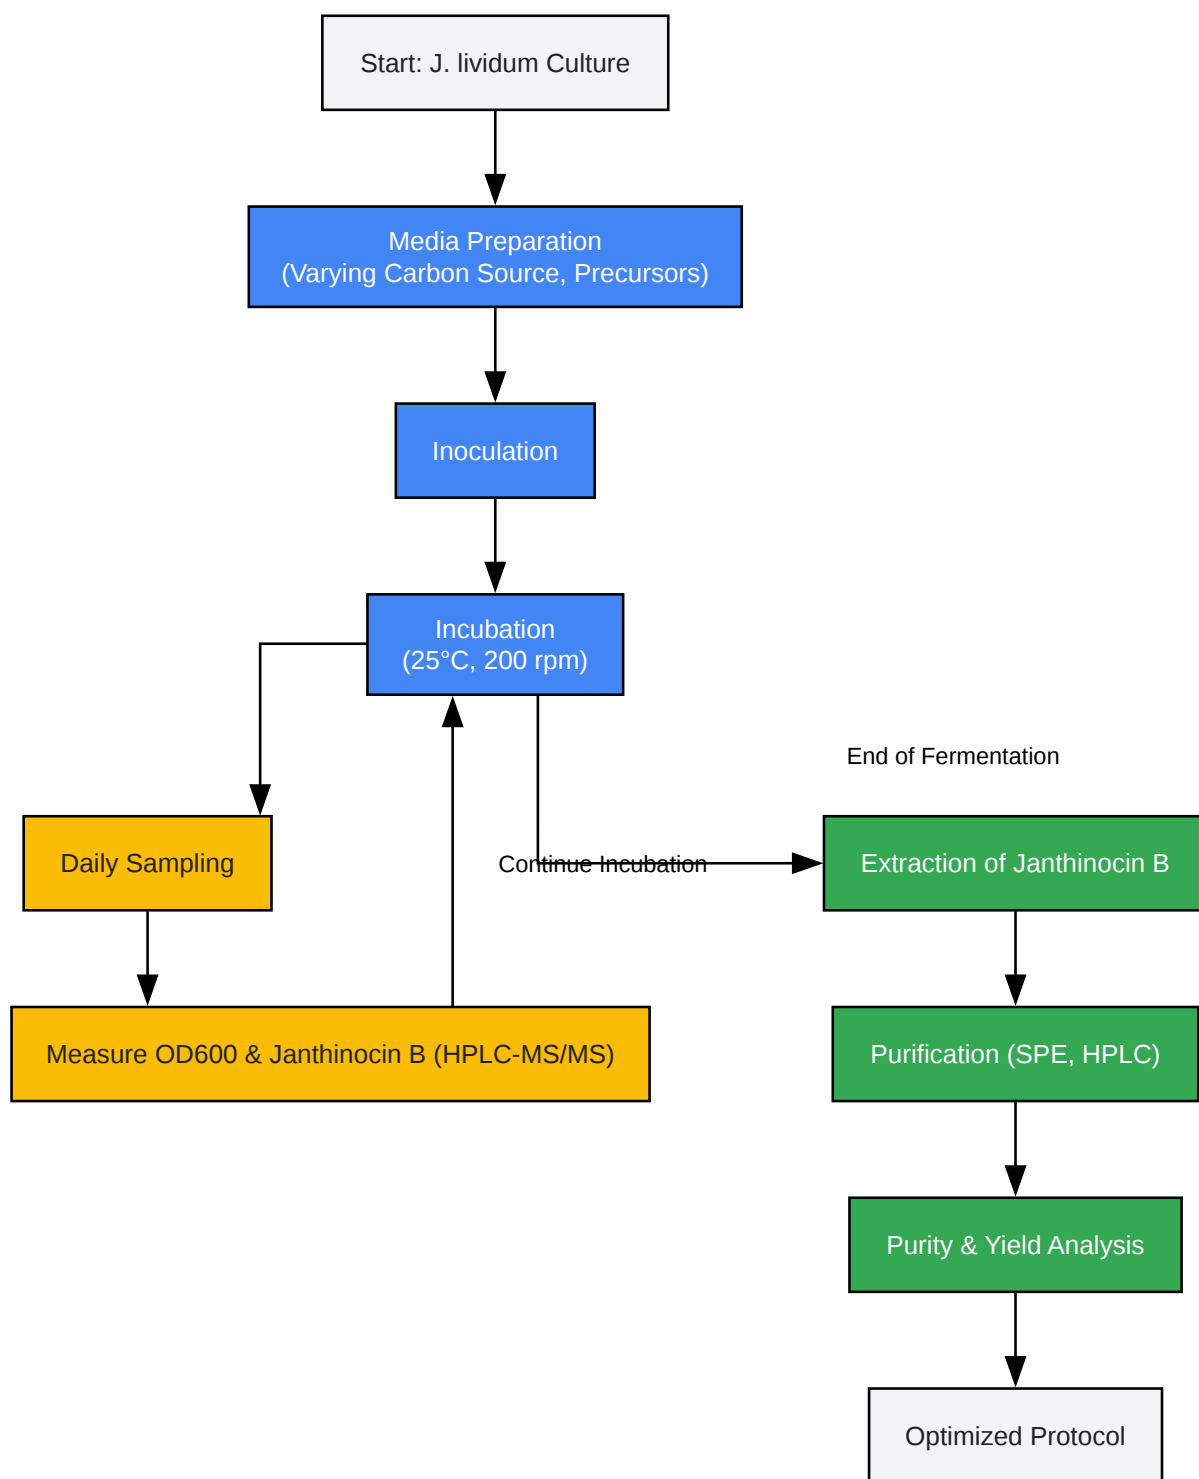 Start: J. lividum Culture
Media Preparation
(Varying Carbon Source, Precursors)
Inoculation
Incubation
(25°C, 200 rpm)
End of Fermentation
Daily Sampling
Continue Incubation
Extraction of Janthinocin B
Measure OD600 & Janthinocin B (HPLC-MS/MS)
Purification (SPE, HPLC)
Purity & Yield Analysis
Optimized Protocol